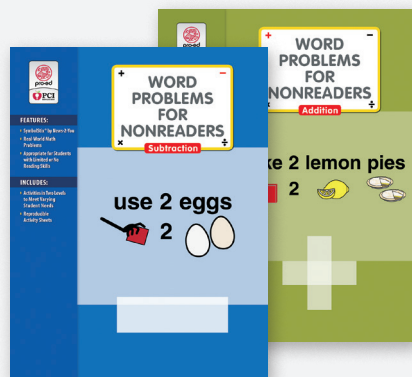 pro-ed
PCI
FEATURES:
SymbolStix™ by News-2-You
Real-World Math
Problems
Appropriate for Students
with Limited or No
Reading Skills
INCLUDES:
Activities in Two Levels
to Meet Varying
Student Needs
Reproducible
Activity Sheets
+ −
WORD
PROBLEMS
FOR
NONREADERS
× ÷
Subtraction
use 2 eggs
2
pro-ed
+ −
WORD
PROBLEMS
FOR
NONREADERS
÷
Addition
ke 2 lemon pies
2